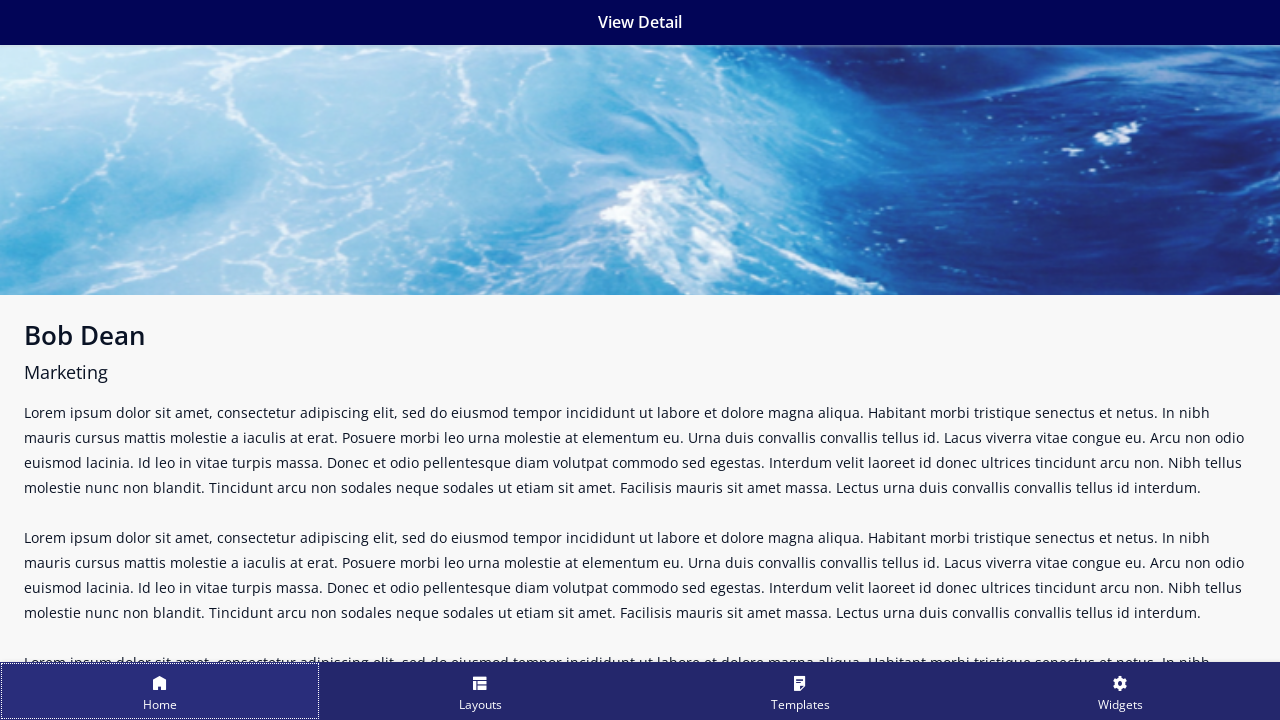 View Detail
Bob Dean
Marketing
Lorem ipsum dolor sit amet, consectetur adipiscing elit, sed do eiusmod tempor incididunt ut labore et dolore magna aliqua. Habitant morbi tristique senectus et netus. In nibh
mauris cursus mattis molestie a iaculis at erat. Posuere morbi leo urna molestie at elementum eu. Urna duis convallis convallis tellus id. Lacus viverra vitae congue eu. Arcu non odio
euismod lacinia. Id leo in vitae turpis massa. Donec et odio pellentesque diam volutpat commodo sed egestas. Interdum velit laoreet id donec ultrices tincidunt arcu non. Nibh tellus
molestie nunc non blandit. Tincidunt arcu non sodales neque sodales ut etiam sit amet. Facilisis mauris sit amet massa. Lectus urna duis convallis convallis tellus id interdum.
Lorem ipsum dolor sit amet, consectetur adipiscing elit, sed do eiusmod tempor incididunt ut labore et dolore magna aliqua. Habitant morbi tristique senectus et netus. In nibh
mauris cursus mattis molestie a iaculis at erat. Posuere morbi leo urna molestie at elementum eu. Urna duis convallis convallis tellus id. Lacus viverra vitae congue eu. Arcu non odio
euismod lacinia. Id leo in vitae turpis massa. Donec et odio pellentesque diam volutpat commodo sed egestas. Interdum velit laoreet id donec ultrices tincidunt arcu non. Nibh tellus
molestie nunc non blandit. Tincidunt arcu non sodales neque sodales ut etiam sit amet. Facilisis mauris sit amet massa. Lectus urna duis convallis convallis tellus id interdum.
Home
Layouts
Templates
Widgets